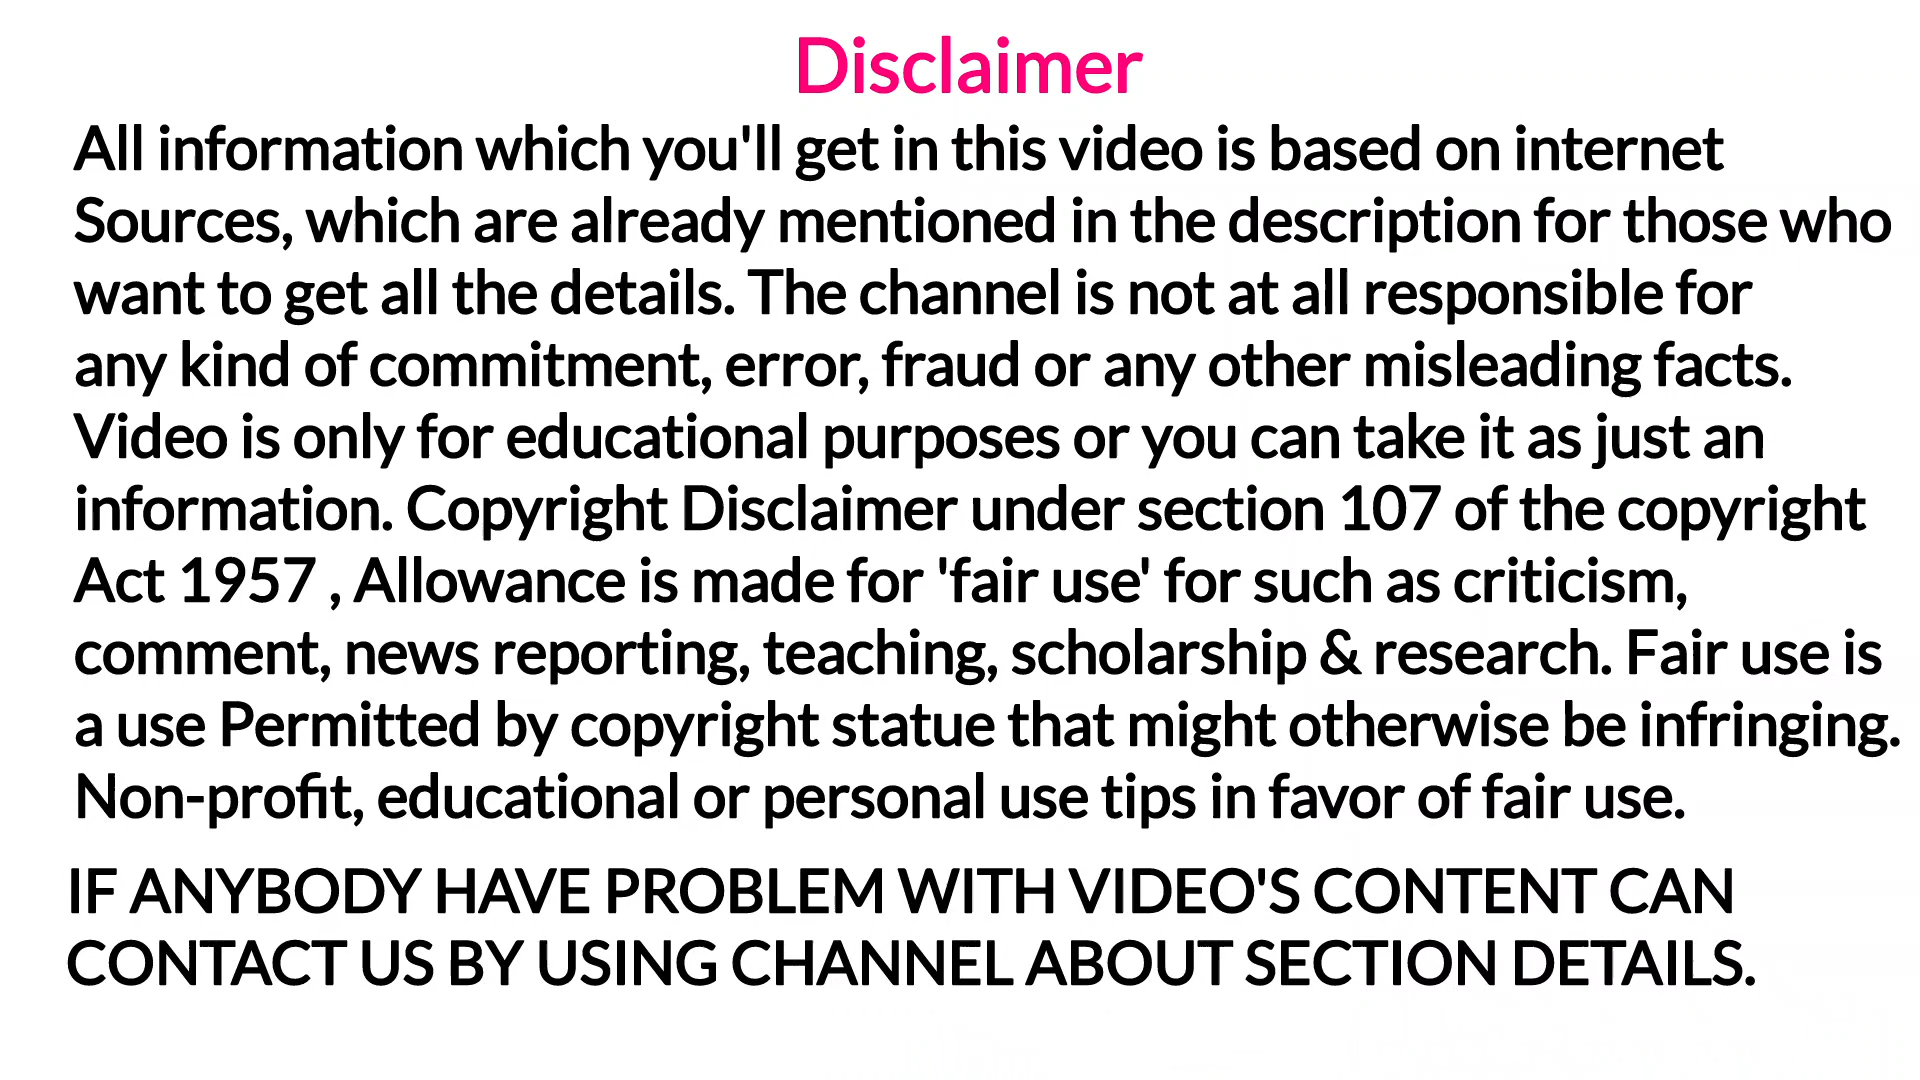 Disclaimer
All information which you'll get in this video is based on internet
Sources, which are already mentioned in the description for those who
want to get all the details. The channel is not at all responsible for
any kind of commitment, error, fraud or any other misleading facts.
Video is only for educational purposes or you can take it as just an
information. Copyright Disclaimer under section 107 of the copyright
Act 1957 , Allowance is made for 'fair use' for such as criticism,
comment, news reporting, teaching, scholarship & research. Fair use is
a use Permitted by copyright statue that might otherwise be infringing.
Non-profit, educational or personal use tips in favor of fair use.
IF ANYBODY HAVE PROBLEM WITH VIDEO'S CONTENT CAN
CONTACT US BY USING CHANNEL ABOUT SECTION DETAILS.